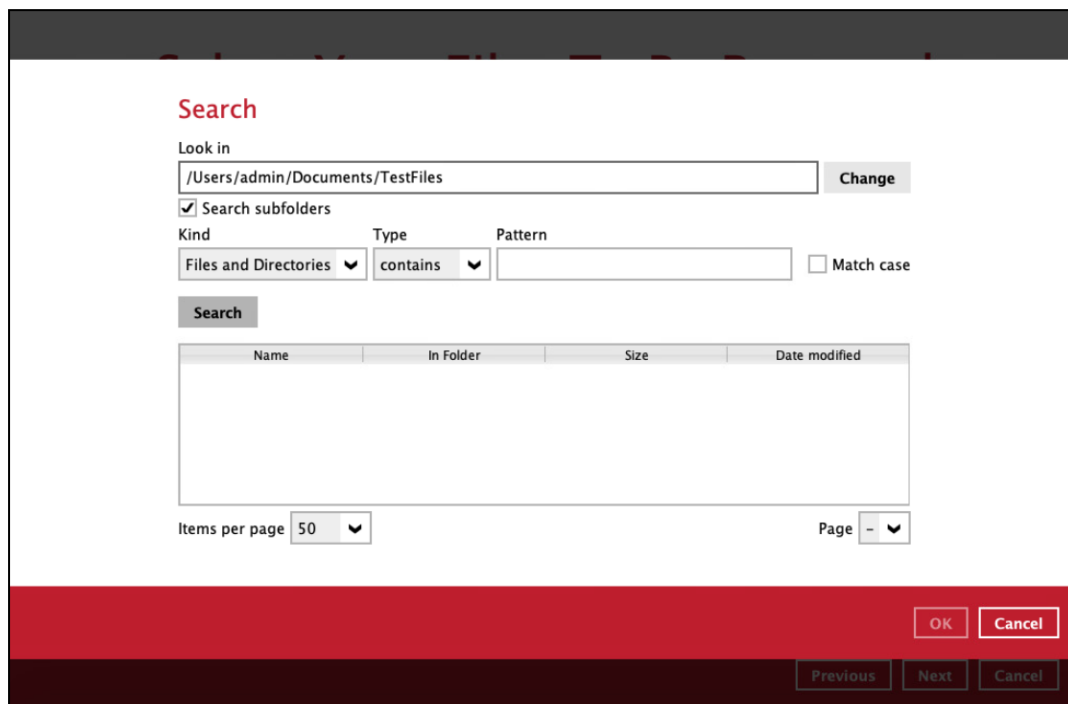 Search
Look in
/Users/admin/Documents/TestFiles Change
Search subfolders
Kind Type Pattern
Files and Directories contains Match case
Search
Name In Folder Size Date modified
Items per page 50 Page -
OK Cancel
Previous Next Cancel